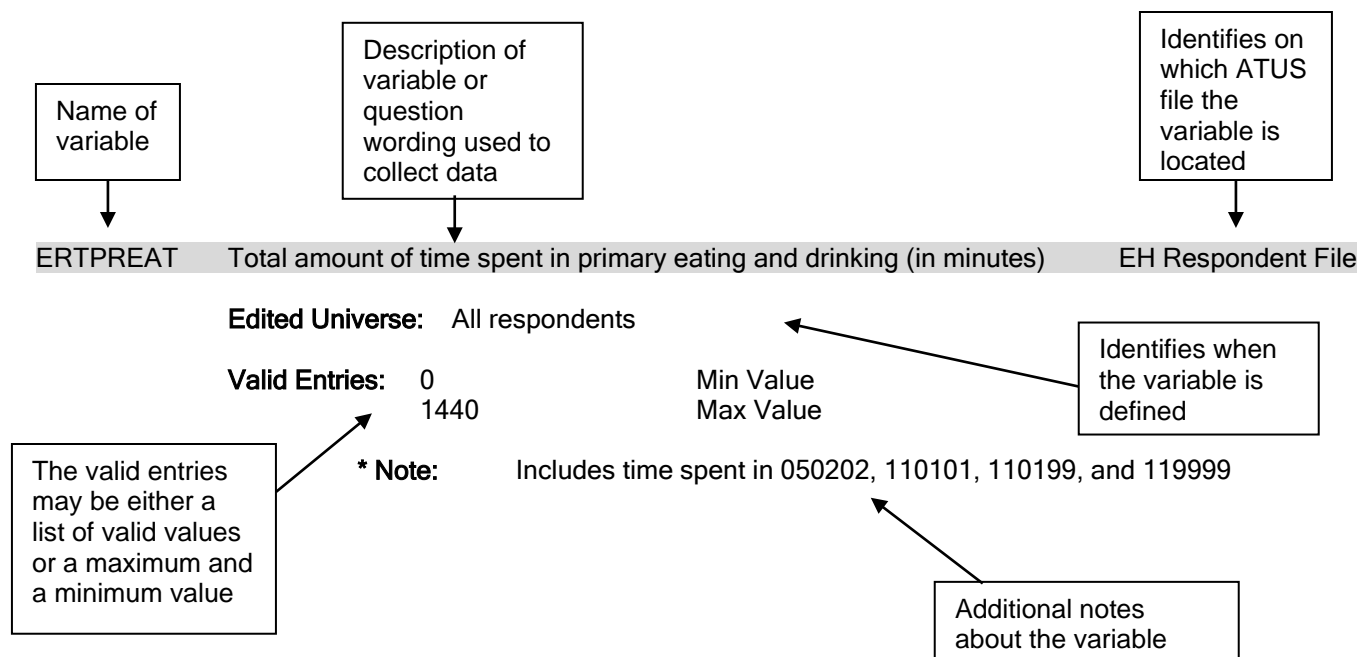 Name of
variable
Description of
variable or
question
wording used to
collect data
Identifies on
which ATUS
file the
variable is
located
ERTPREAT Total amount of time spent in primary eating and drinking (in minutes) EH Respondent File
Edited Universe: All respondents
Identifies when
the variable is
defined
Valid Entries: 0 Min Value
1440 Max Value
The valid entries
may be either a
list of valid values
or a maximum and
a minimum value
* Note: Includes time spent in 050202, 110101, 110199, and 119999
Additional notes
about the variable